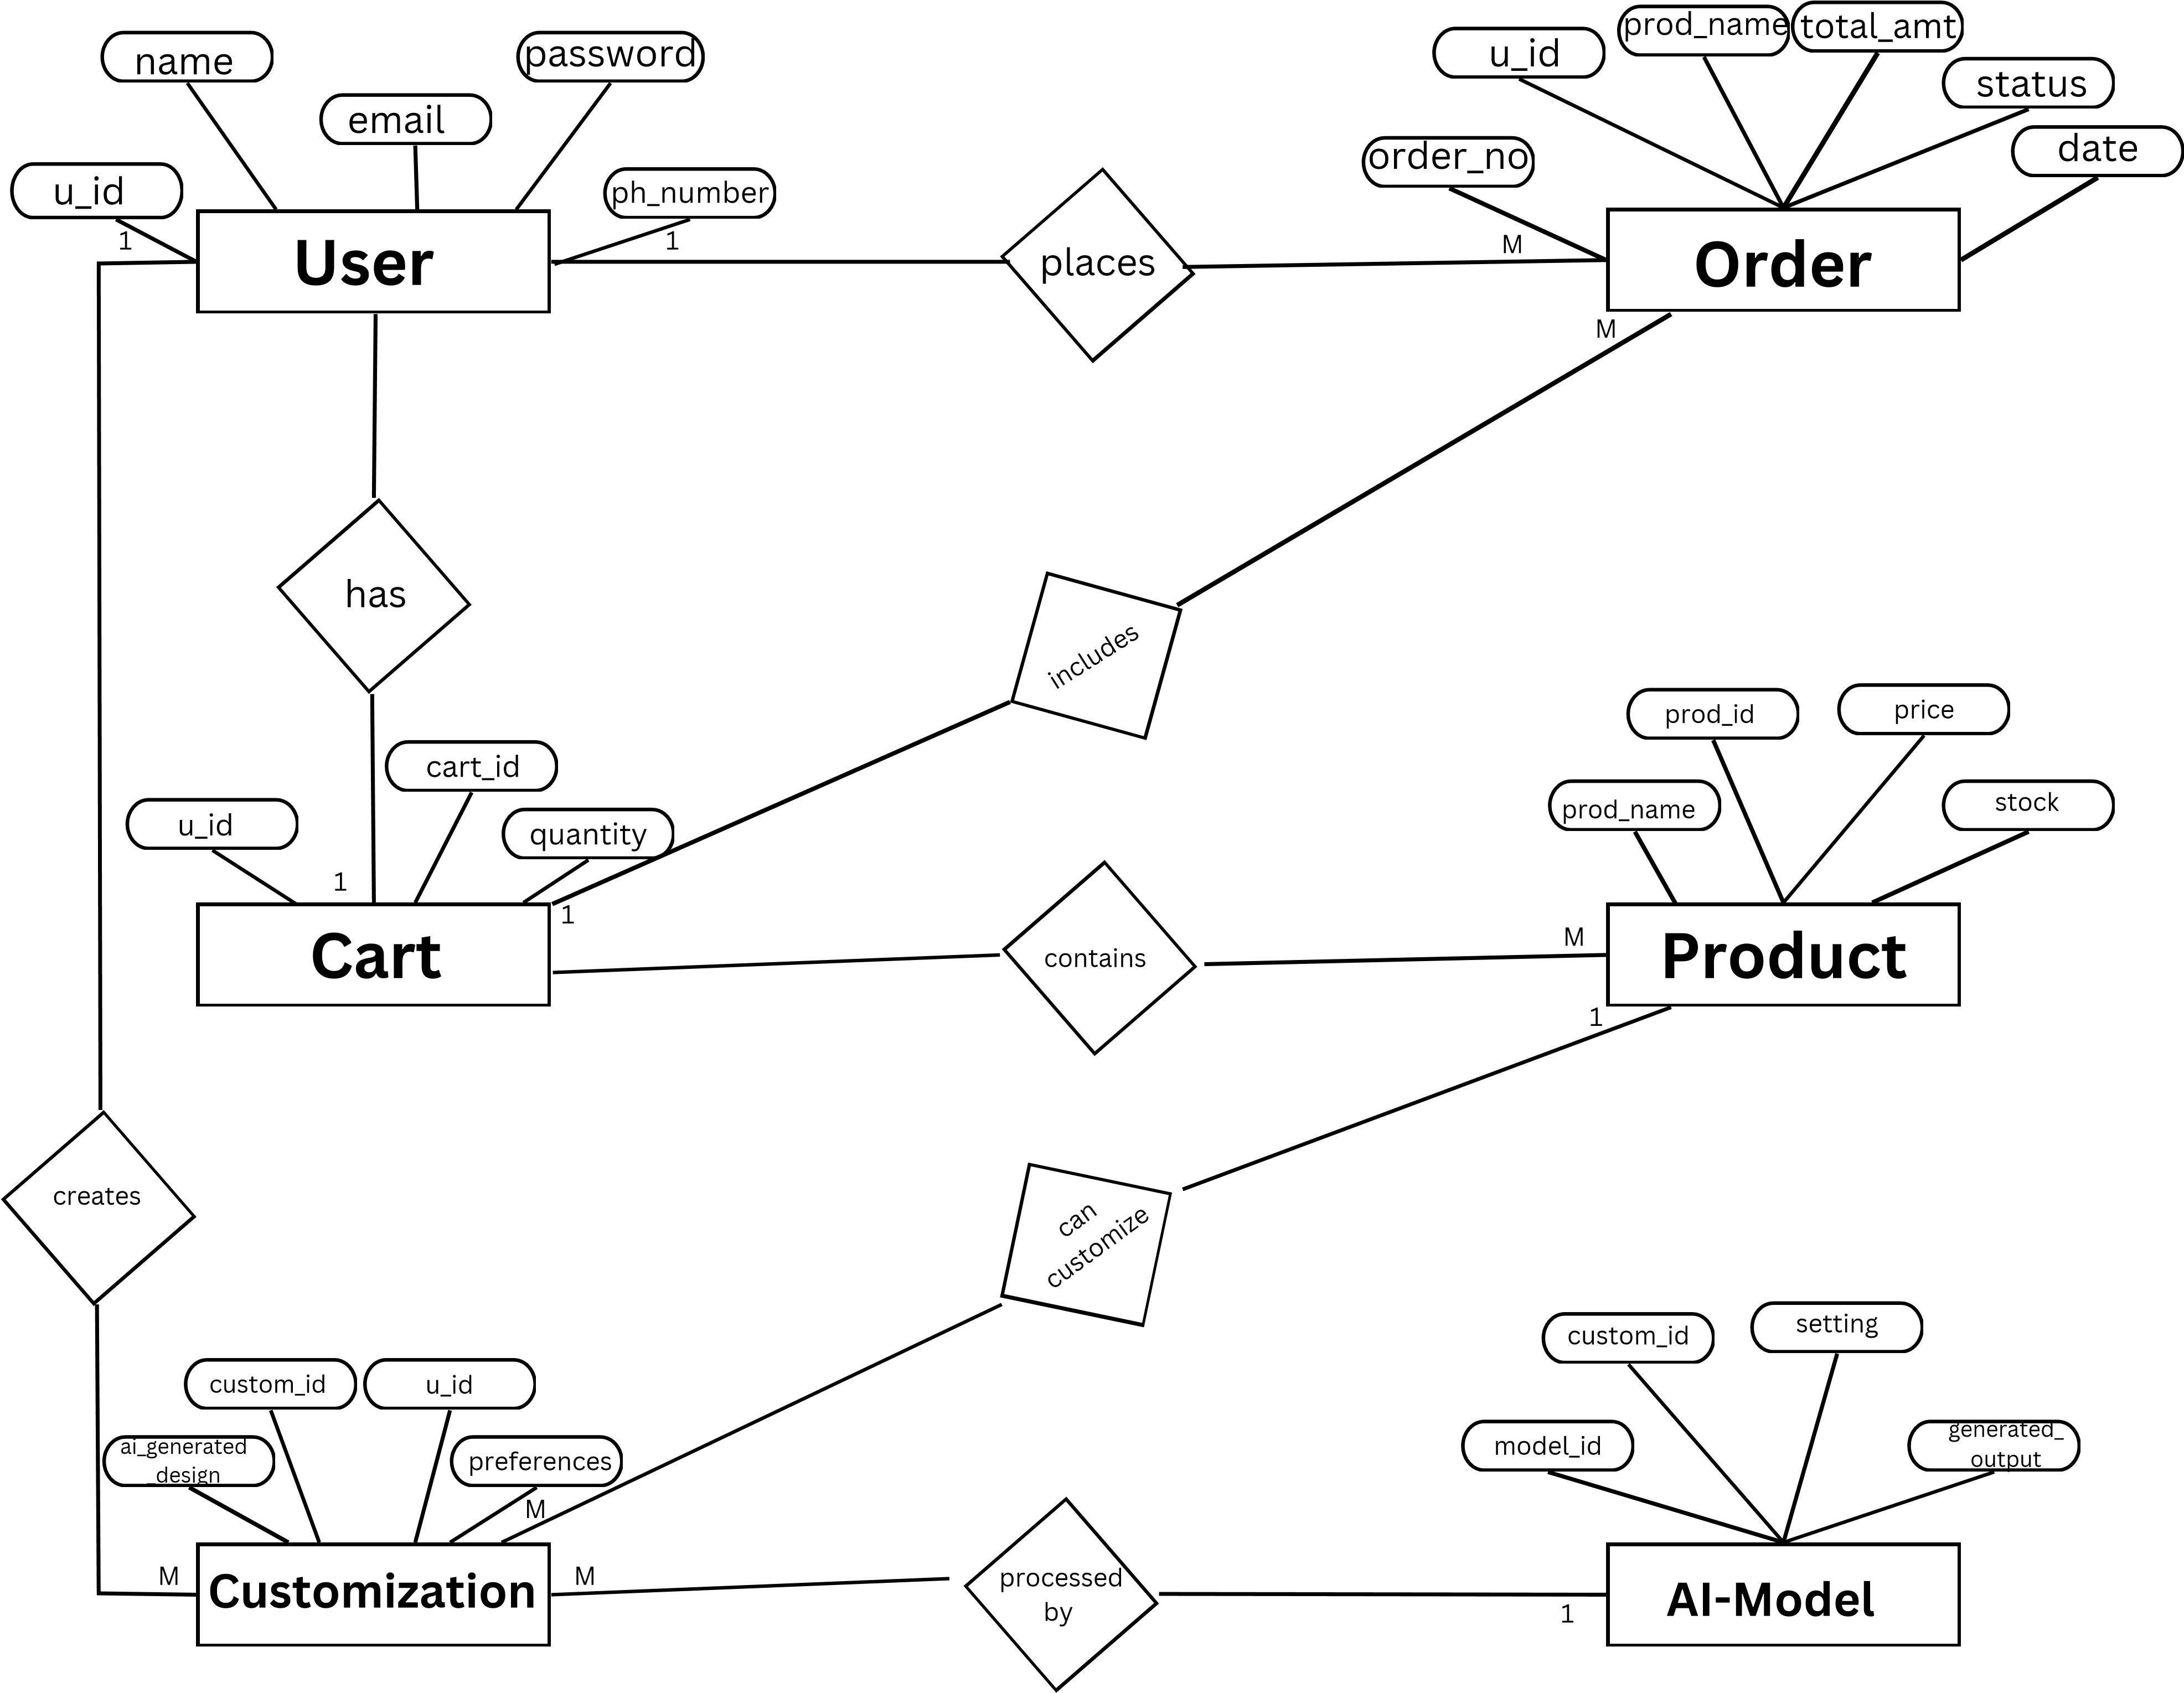 name
email
password
u_id
ph_number
1
1
User
places
order_no
u_id
prod_name
total_amt
status
date
M
Order
M
has
includes
u_id
cart_id
quantity
1
1
Cart
contains
prod_name
prod_id
price
stock
M
Product
1
creates
can
customize
ai_generated
_design
custom_id
u_id
preferences
M
M
M
Customization
processed
by
model_id
custom_id
setting
generated_
output
1
AI-Model